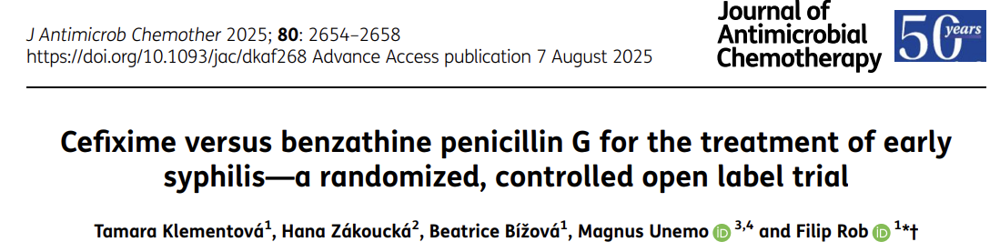 J Antimicrob Chemother 2025; 80: 2654–2658
https://doi.org/10.1093/jac/dkaf268 Advance Access publication 7 August 2025
Journal of
Antimicrobial
Chemotherapy
50 years
Cefixime versus benzathine penicillin G for the treatment of early
syphilis—a randomized, controlled open label trial
Tamara Klementová1, Hana Zákoucká2, Beatrice Bížová1, Magnus Unemo iD 3,4 and Filip Rob iD 1*†